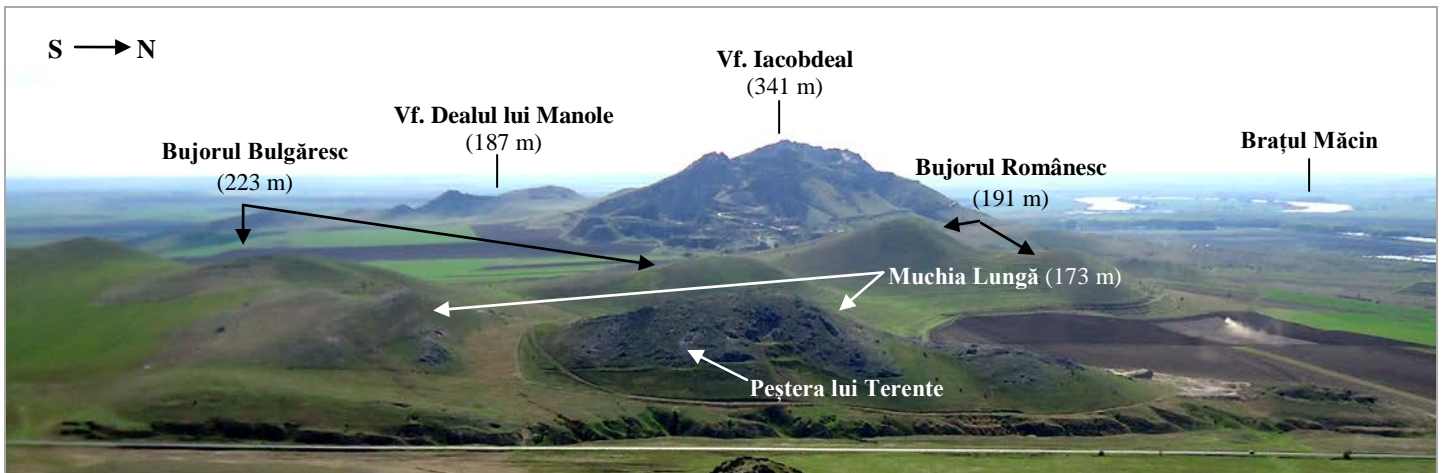 S N
Vf. Iacobdeal
(341 m)
Vf. Dealul lui Manole
(187 m)
Bujorul Bulgăresc
(223 m)
Bujorul Românesc
(191 m)
Brațul Măcin
Muchia Lungă (173 m)
Peștera lui Terente